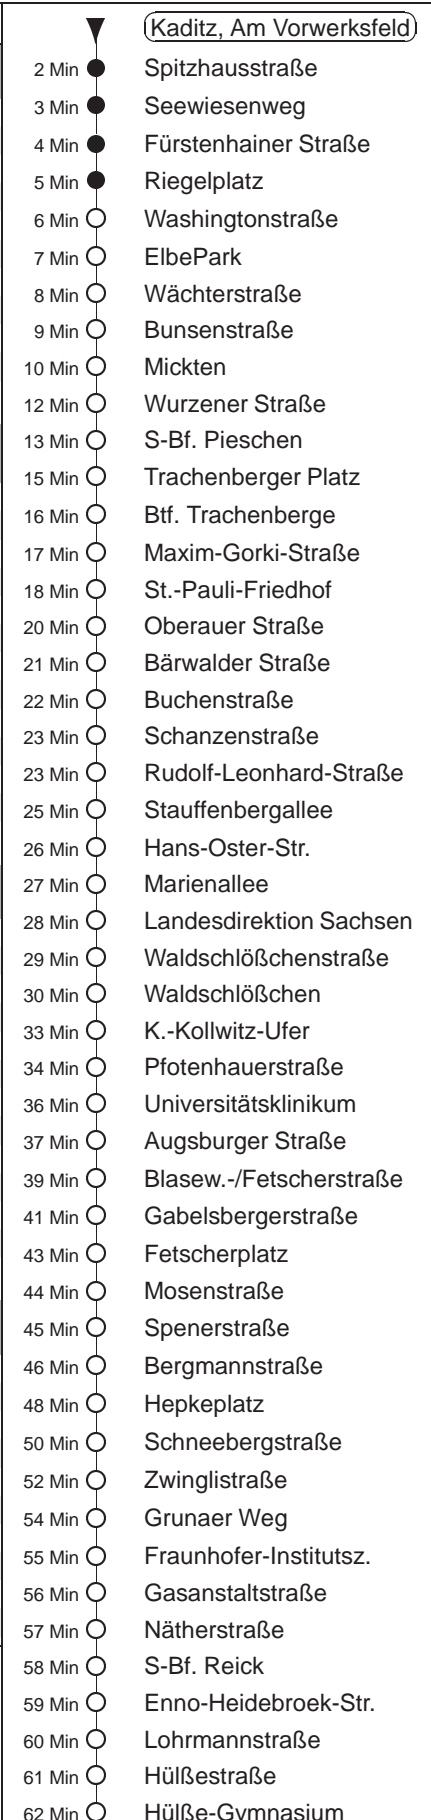 Kaditz, Am Vorwerksfeld
2 Min Spitzhausstraße
3 Min Seewiesenweg
4 Min Fürstenhainer Straße
5 Min Riegelplatz
6 Min Washingtonstraße
7 Min ElbePark
8 Min Wächterstraße
9 Min Bunsenstraße
10 Min Mickten
12 Min Wurzener Straße
13 Min S-Bf. Pieschen
15 Min Trachenberger Platz
16 Min Btf. Trachenberge
17 Min Maxim-Gorki-Straße
18 Min St.-Pauli-Friedhof
20 Min Oberauer Straße
21 Min Bärwalder Straße
22 Min Buchenstraße
23 Min Schanzenstraße
23 Min Rudolf-Leonhard-Straße
25 Min Stauffenbergallee
26 Min Hans-Oster-Str.
27 Min Marienallee
28 Min Landesdirektion Sachsen
29 Min Waldschlößchenstraße
30 Min Waldschlößchen
33 Min K.-Kollwitz-Ufer
34 Min Pfotenhauerstraße
36 Min Universitätsklinikum
37 Min Augsburger Straße
39 Min Blasew.-/Fetscherstraße
41 Min Gabelsbergerstraße
43 Min Fetscherplatz
44 Min Mosenstraße
45 Min Spenerstraße
46 Min Bergmannstraße
48 Min Hepkeplatz
50 Min Schneebergstraße
52 Min Zwinglistraße
54 Min Grunaer Weg
55 Min Fraunhofer-Institutsz.
56 Min Gasanstaltstraße
57 Min Nätherstraße
58 Min S-Bf. Reick
59 Min Enno-Heidebroek-Str.
60 Min Lohrmannstraße
61 Min Hülßestraße
62 Min Hülße-Gymnasium